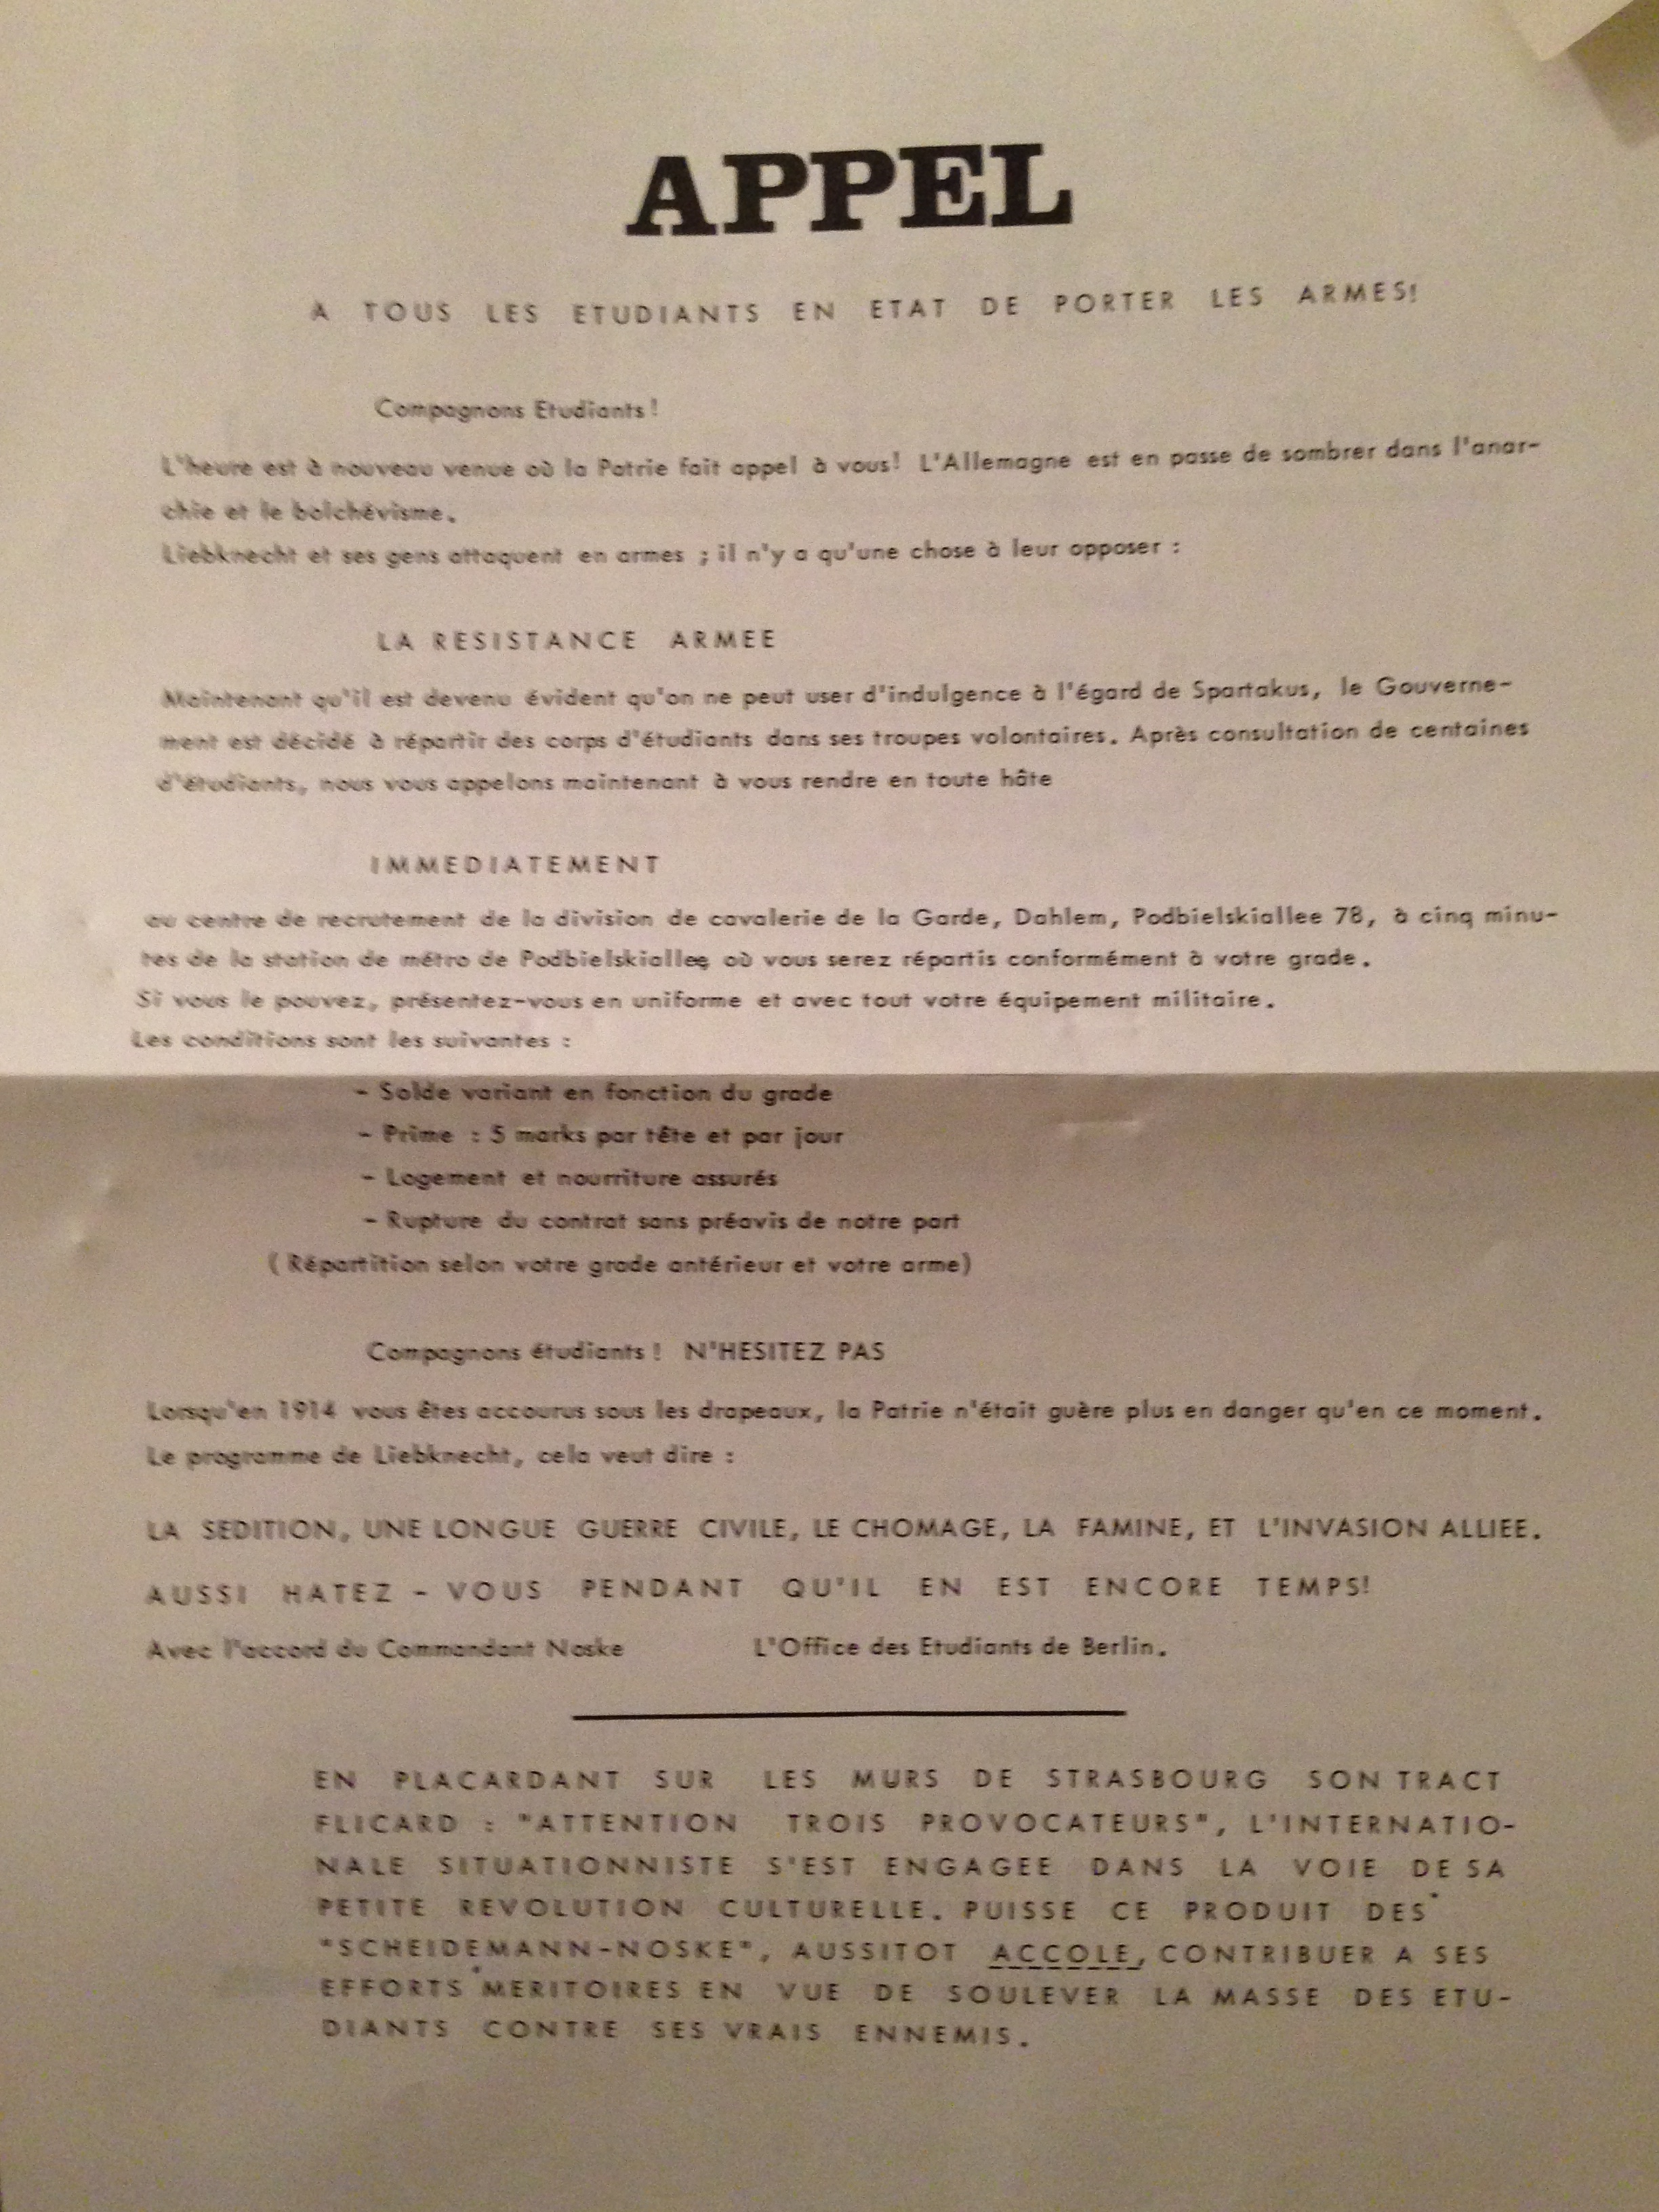 APPEL
A TOUS LES ETUDIANTS EN ETAT DE PORTER LES ARMES!
Compagnons Etudiants !
L'heure est à nouveau venue où la Patrie fait appel à vous! L'Allemagne est en passe de sombrer dans l'anar-
chie et le bolchévisme.
Liebknecht et ses gens attaquent en armes ; il n'y a qu'une chose à leur opposer :
LA RESISTANCE ARMEE
Maintenant qu'il est devenu évident qu'on ne peut user d'indulgence à l'égard de Spartakus, le Gouverne-
ment est décidé à répartir des corps d'étudiants dans ses troupes volontaires. Après consultation de centaines
d'étudiants, nous vous appelons maintenant à vous rendre en toute hâte
IMMEDIATEMENT
au centre de recrutement de la division de cavalerie de la Garde, Dahlem, Podbielskiallee 78, à cinq minu-
tes de la station de métro de Podbielskiallee, où vous serez répartis conformément à votre grade.
Si vous le pouvez, présentez-vous en uniforme et avec tout votre équipement militaire.
Les conditions sont les suivantes :
- Solde variant en fonction du grade
- Prime : 5 marks par tête et par jour
- Logement et nourriture assurés
- Rupture du contrat sans préavis de notre part
( Répartition selon votre grade antérieur et votre arme)
Compagnons étudiants ! N'HESITEZ PAS
Lorsqu'en 1914 vous êtes accourus sous les drapeaux, la Patrie n'était guère plus en danger qu'en ce moment.
Le programme de Liebknecht, cela veut dire :
LA SEDITION, UNE LONGUE GUERRE CIVILE, LE CHOMAGE, LA FAMINE, ET L'INVASION ALLIEE.
AUSSI HATEZ - VOUS PENDANT QU'IL EN EST ENCORE TEMPS!
Avec l'accord du Commandant Noske L'Office des Etudiants de Berlin.
EN PLACARDANT SUR LES MURS DE STRASBOURG SON TRACT
FLICARD : "ATTENTION TROIS PROVOCATEURS", L'INTERNATIO-
NALE SITUATIONNISTE S'EST ENGAGEE DANS LA VOIE DE SA
PETITE REVOLUTION CULTURELLE. PUISSE CE PRODUIT DES
"SCHEIDEMANN-NOSKE", AUSSITOT ACCOLE, CONTRIBUER A SES
EFFORTS MERITOIRES EN VUE DE SOULEVER LA MASSE DES ETU-
DIANTS CONTRE SES VRAIS ENNEMIS.